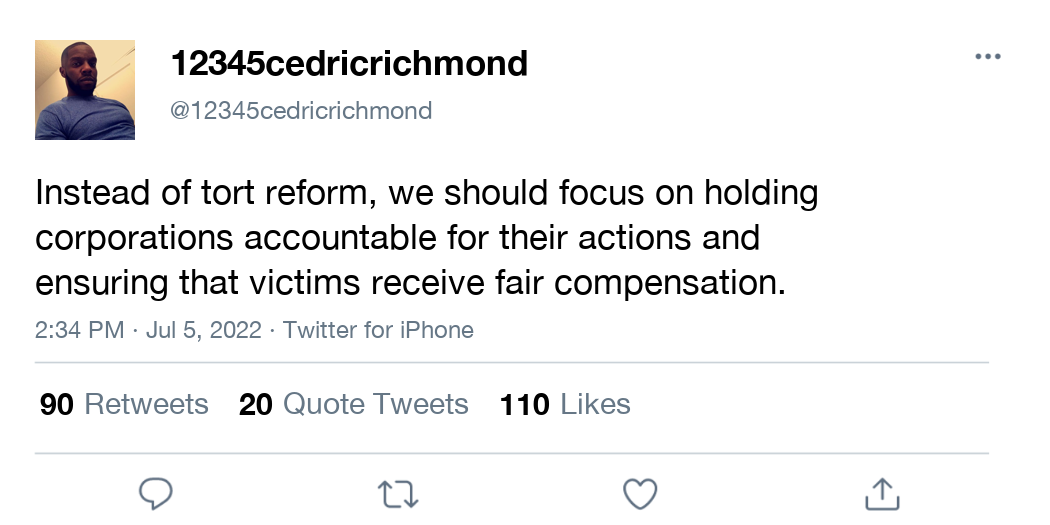 12345cedricrichmond
@12345cedricrichmond
Instead of tort reform, we should focus on holding
corporations accountable for their actions and
ensuring that victims receive fair compensation.
2:34 PM · Jul 5, 2022 · Twitter for iPhone
90 Retweets 20 Quote Tweets 110 Likes